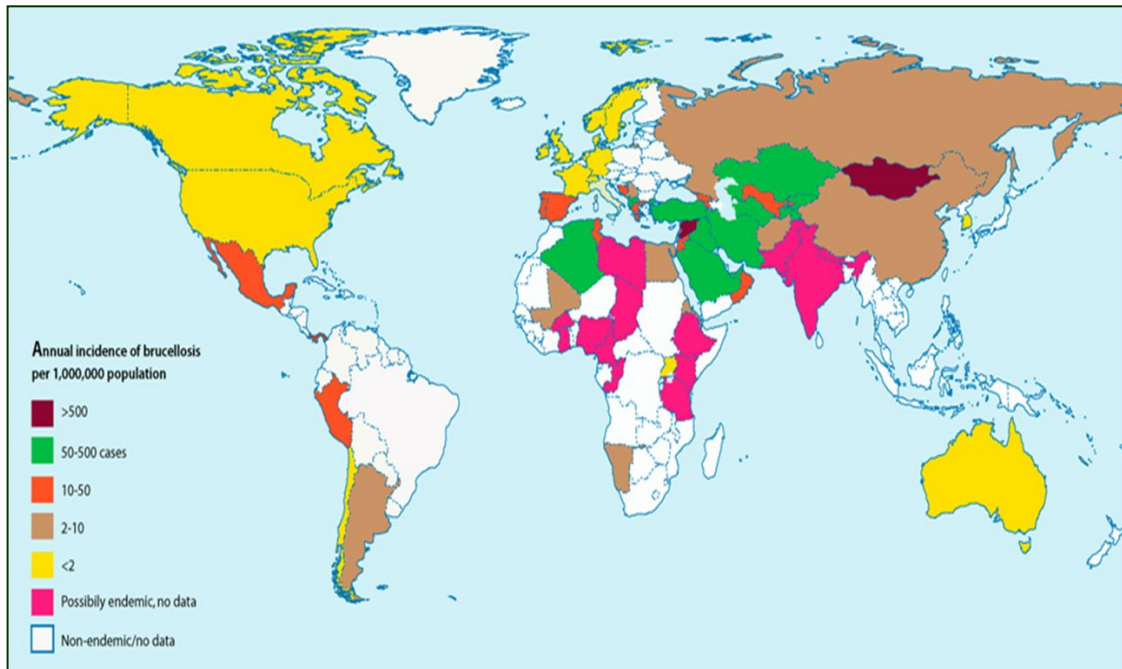 Annual incidence of brucellosis
per 1,000,000 population
>500
50-500 cases
10-50
2-10
<2
Possibily endemic, no data
Non-endemic/no data